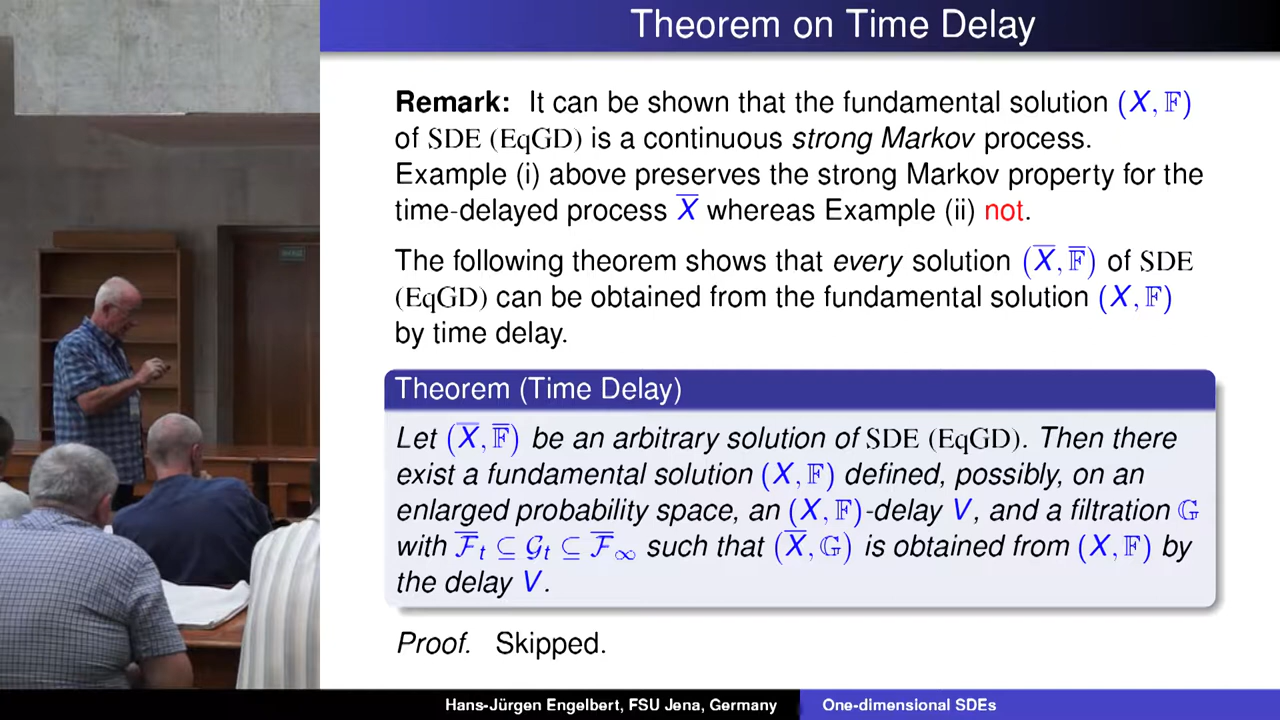 Theorem on Time Delay
Remark: It can be shown that the fundamental solution (X, 𝔽)
of SDE (EqGD) is a continuous strong Markov process.
Example (i) above preserves the strong Markov property for the
time-delayed process X̅ whereas Example (ii) not.
The following theorem shows that every solution (X̅, 𝔽̅) of SDE
(EqGD) can be obtained from the fundamental solution (X, 𝔽)
by time delay.
Theorem (Time Delay)
Let (X̅, 𝔽̅) be an arbitrary solution of SDE (EqGD). Then there
exist a fundamental solution (X, 𝔽) defined, possibly, on an
enlarged probability space, an (X, 𝔽)-delay V, and a filtration 𝔾
with ℱ̅ₜ ⊆ 𝒢ₜ ⊆ ℱ̅∞ such that (X̅, 𝔾) is obtained from (X, 𝔽) by
the delay V.
Proof. Skipped.
Hans-Jürgen Engelbert, FSU Jena, Germany
One-dimensional SDEs